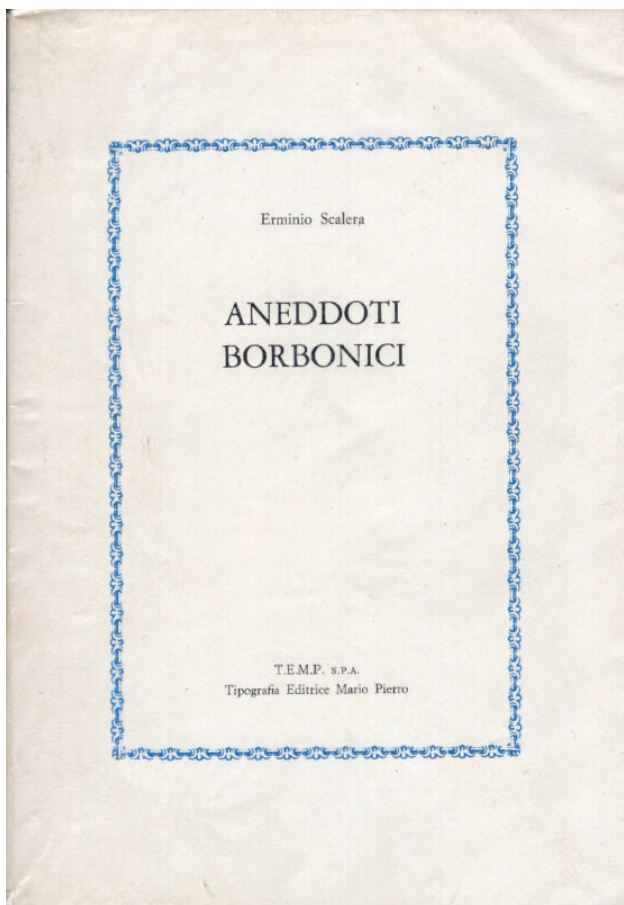 Erminio Scalera
ANEDDOTI
BORBONICI
T.E.M.P. S.P.A.
Tipografia Editrice Mario Pierro